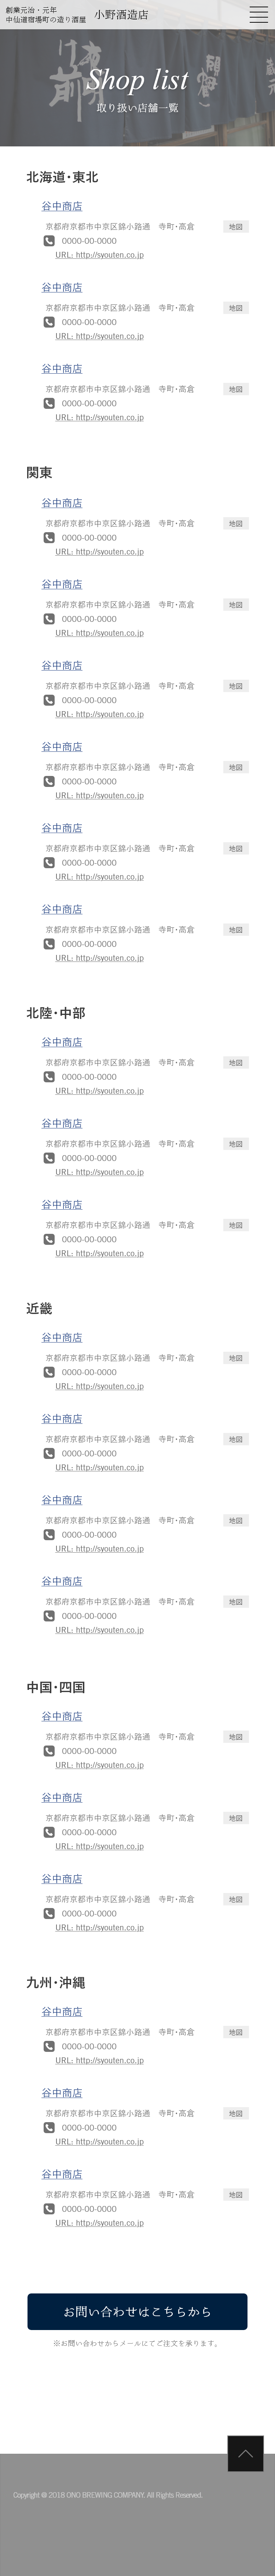 創業元治・元年
中仙道宿場町の造り酒屋
小野酒造店
Shop list
取り扱い店舗一覧
北海道・東北
谷中商店
京都府京都市中京区錦小路通　寺町・高倉 地図
0000-00-0000
URL: http://syouten.co.jp
谷中商店
京都府京都市中京区錦小路通　寺町・高倉 地図
0000-00-0000
URL: http://syouten.co.jp
谷中商店
京都府京都市中京区錦小路通　寺町・高倉 地図
0000-00-0000
URL: http://syouten.co.jp
関東
谷中商店
京都府京都市中京区錦小路通　寺町・高倉 地図
0000-00-0000
URL: http://syouten.co.jp
谷中商店
京都府京都市中京区錦小路通　寺町・高倉 地図
0000-00-0000
URL: http://syouten.co.jp
谷中商店
京都府京都市中京区錦小路通　寺町・高倉 地図
0000-00-0000
URL: http://syouten.co.jp
谷中商店
京都府京都市中京区錦小路通　寺町・高倉 地図
0000-00-0000
URL: http://syouten.co.jp
谷中商店
京都府京都市中京区錦小路通　寺町・高倉 地図
0000-00-0000
URL: http://syouten.co.jp
谷中商店
京都府京都市中京区錦小路通　寺町・高倉 地図
0000-00-0000
URL: http://syouten.co.jp
北陸・中部
谷中商店
京都府京都市中京区錦小路通　寺町・高倉 地図
0000-00-0000
URL: http://syouten.co.jp
谷中商店
京都府京都市中京区錦小路通　寺町・高倉 地図
0000-00-0000
URL: http://syouten.co.jp
谷中商店
京都府京都市中京区錦小路通　寺町・高倉 地図
0000-00-0000
URL: http://syouten.co.jp
近畿
谷中商店
京都府京都市中京区錦小路通　寺町・高倉 地図
0000-00-0000
URL: http://syouten.co.jp
谷中商店
京都府京都市中京区錦小路通　寺町・高倉 地図
0000-00-0000
URL: http://syouten.co.jp
谷中商店
京都府京都市中京区錦小路通　寺町・高倉 地図
0000-00-0000
URL: http://syouten.co.jp
谷中商店
京都府京都市中京区錦小路通　寺町・高倉 地図
0000-00-0000
URL: http://syouten.co.jp
中国・四国
谷中商店
京都府京都市中京区錦小路通　寺町・高倉 地図
0000-00-0000
URL: http://syouten.co.jp
谷中商店
京都府京都市中京区錦小路通　寺町・高倉 地図
0000-00-0000
URL: http://syouten.co.jp
谷中商店
京都府京都市中京区錦小路通　寺町・高倉 地図
0000-00-0000
URL: http://syouten.co.jp
九州・沖縄
谷中商店
京都府京都市中京区錦小路通　寺町・高倉 地図
0000-00-0000
URL: http://syouten.co.jp
谷中商店
京都府京都市中京区錦小路通　寺町・高倉 地図
0000-00-0000
URL: http://syouten.co.jp
谷中商店
京都府京都市中京区錦小路通　寺町・高倉 地図
0000-00-0000
URL: http://syouten.co.jp
お問い合わせはこちらから
※お問い合わせからメールにてご注文を承ります。
Copyright © 2018 ONO BREWING COMPANY. All Rights Reserved.